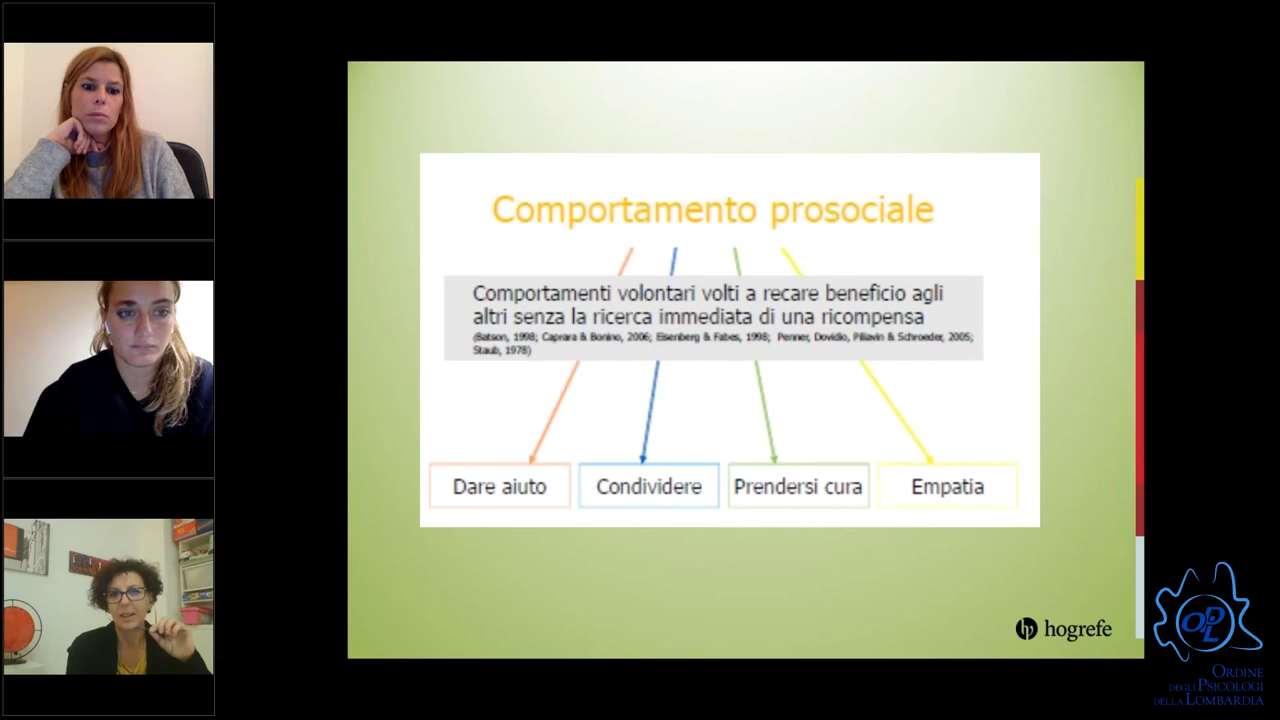 Comportamento prosociale
Comportamenti volontari volti a recare beneficio agli
altri senza la ricerca immediata di una ricompensa
(Batson, 1998; Caprara & Bonino, 2006; Eisenberg & Fabes, 1998; Penner, Dovidio, Piliavin & Schroeder, 2005;
Staub, 1978)
Dare aiuto
Condividere
Prendersi cura
Empatia
hogrefe
OPL
ORDINE
DEGLI PSICOLOGI
DELLA LOMBARDIA